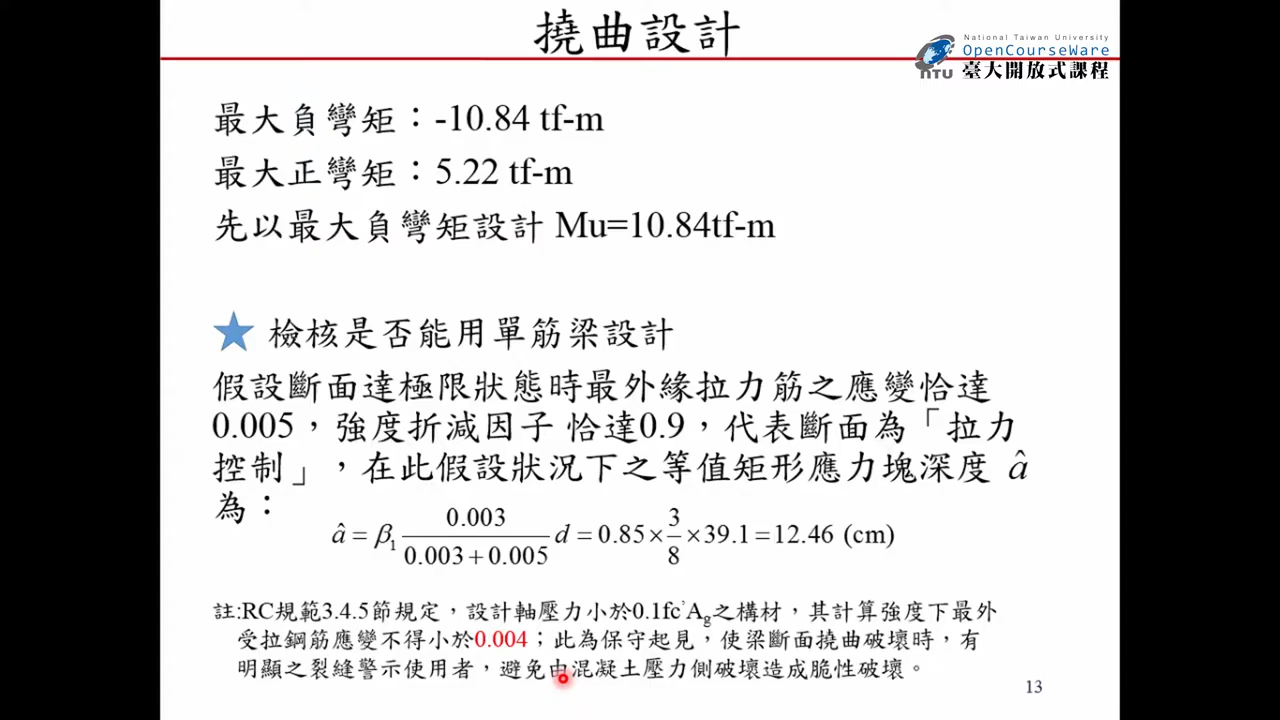 撓曲設計
National Taiwan University
OpenCourseWare
NTU 臺大開放式課程
最大負彎矩：-10.84 tf-m
最大正彎矩：5.22 tf-m
先以最大負彎矩設計 Mu=10.84tf-m
檢核是否能用單筋梁設計
假設斷面達極限狀態時最外緣拉力筋之應變恰達
0.005，強度折減因子 恰達0.9，代表斷面為「拉力
控制」，在此假設狀況下之等值矩形應力塊深度 â
為：
â = β₁ 0.003/(0.003+0.005) d = 0.85×3/8×39.1=12.46 (cm)
註:RC規範3.4.5節規定，設計軸壓力小於0.1fc'Ag之構材，其計算強度下最外
受拉鋼筋應變不得小於0.004；此為保守起見，使梁斷面撓曲破壞時，有
明顯之裂縫警示使用者，避免由混凝土壓力側破壞造成脆性破壞。
13